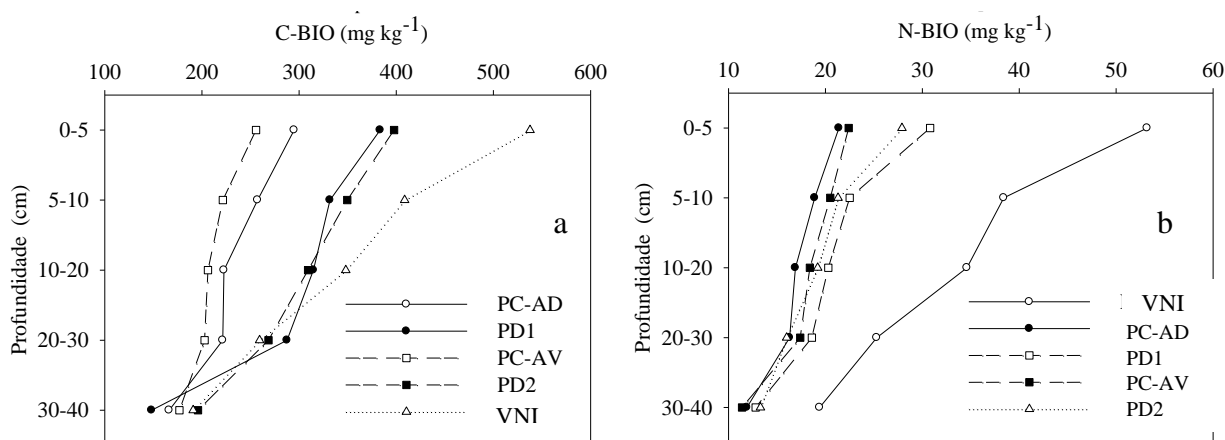 C-BIO (mg kg-1)
100 200 300 400 500 600
Profundidade (cm)
0-5
5-10
10-20
20-30
30-40
a
PC-AD
PD1
PC-AV
PD2
VNI
N-BIO (mg kg-1)
10 20 30 40 50 60
Profundidade (cm)
0-5
5-10
10-20
20-30
30-40
b
VNI
PC-AD
PD1
PC-AV
PD2